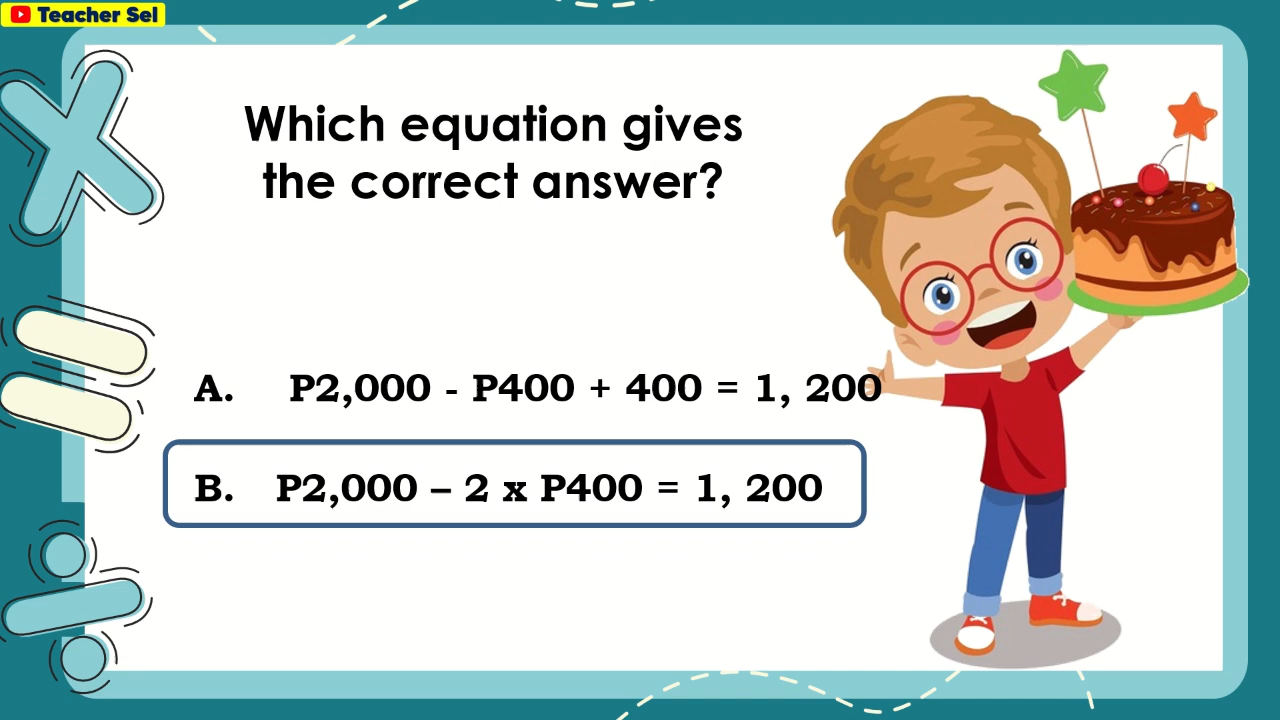 Teacher Sel
Which equation gives
the correct answer?
A. P2,000 - P400 + 400 = 1, 200
B. P2,000 – 2 x P400 = 1, 200